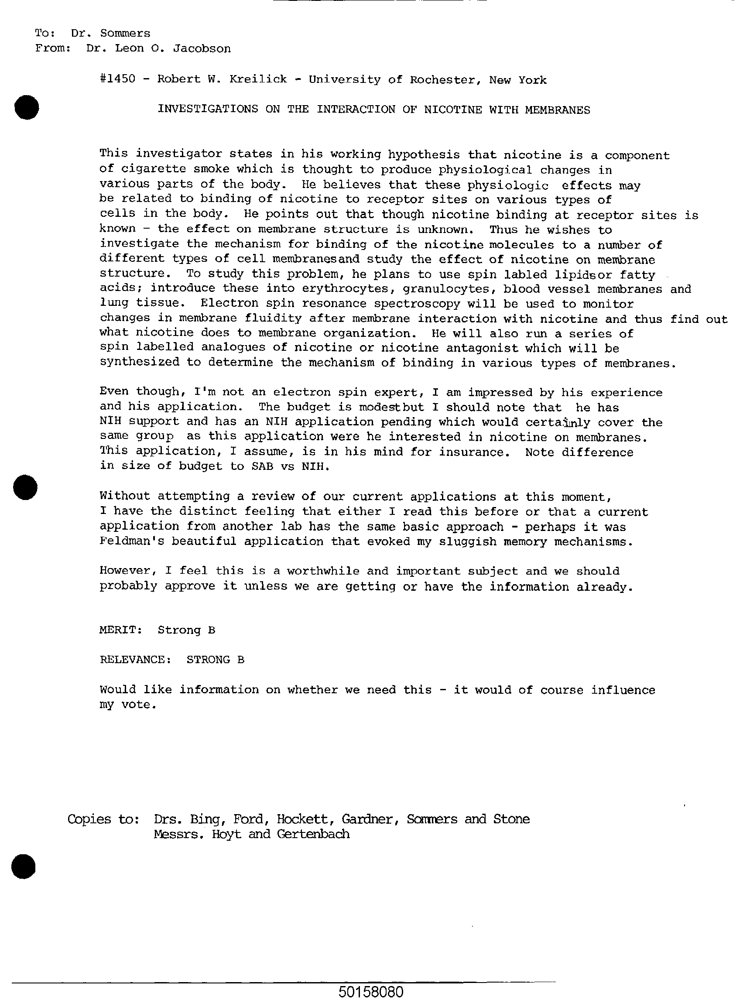 To: Dr. Sommers
From: Dr. Leon O. Jacobson
#1450 - Robert W. Kreilick - University of Rochester, New York
INVESTIGATIONS ON THE INTERACTION OF NICOTINE WITH MEMBRANES
This investigator states in his working hypothesis that nicotine is a component
of cigarette smoke which is thought to produce physiological changes in
various parts of the body. He believes that these physiologic effects may
be related to binding of nicotine to receptor sites on various types of
cells in the body. He points out that though nicotine binding at receptor sites is
known - the effect on membrane structure is unknown. Thus he wishes to
investigate the mechanism for binding of the nicotine molecules to a number of
different types of cell membranesand study the effect of nicotine on membrane
structure. To study this problem, he plans to use spin labled lipidsor fatty
acids; introduce these into erythrocytes, granulocytes, blood vessel membranes and
lung tissue. Electron spin resonance spectroscopy will be used to monitor
changes in membrane fluidity after membrane interaction with nicotine and thus find out
what nicotine does to membrane organization. He will also run a series of
spin labelled analogues of nicotine or nicotine antagonist which will be
synthesized to determine the mechanism of binding in various types of membranes.
Even though, I'm not an electron spin expert, I am impressed by his experience
and his application. The budget is modestbut I should note that he has
NIH support and has an NIH application pending which would certainly cover the
same group as this application were he interested in nicotine on membranes.
This application, I assume, is in his mind for insurance. Note difference
in size of budget to SAB vs NIH.
Without attempting a review of our current applications at this moment,
I have the distinct feeling that either I read this before or that a current
application from another lab has the same basic approach - perhaps it was
Feldman's beautiful application that evoked my sluggish memory mechanisms.
However, I feel this is a worthwhile and important subject and we should
probably approve it unless we are getting or have the information already.
MERIT: Strong B
RELEVANCE: STRONG B
Would like information on whether we need this - it would of course influence
my vote.
Copies to: Drs. Bing, Ford, Hockett, Gardner, Sommers and Stone
Messrs. Hoyt and Gertenbach
50158080